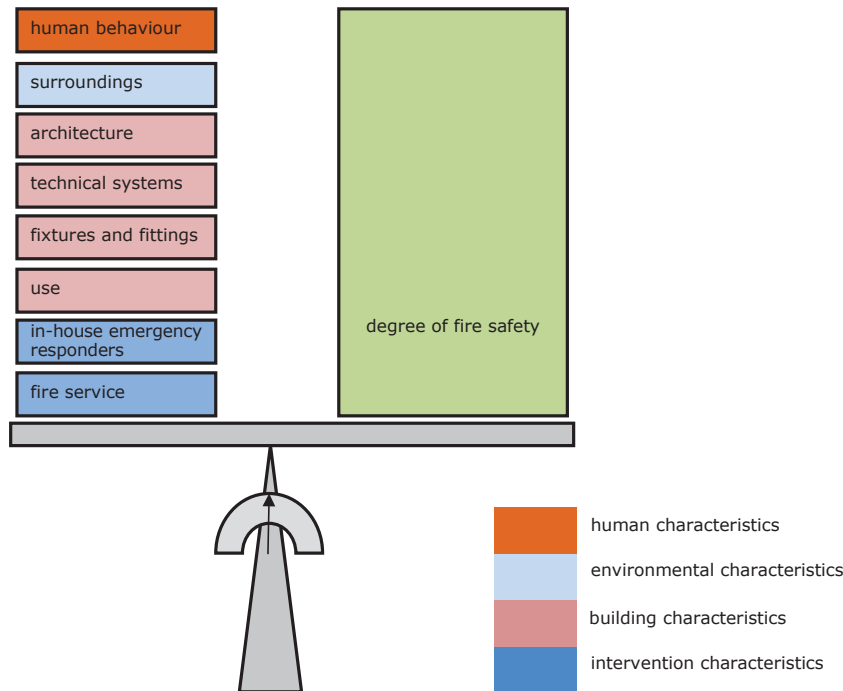 human behaviour
surroundings
architecture
technical systems
fixtures and fittings
use
in-house emergency
responders
fire service
degree of fire safety
human characteristics
environmental characteristics
building characteristics
intervention characteristics